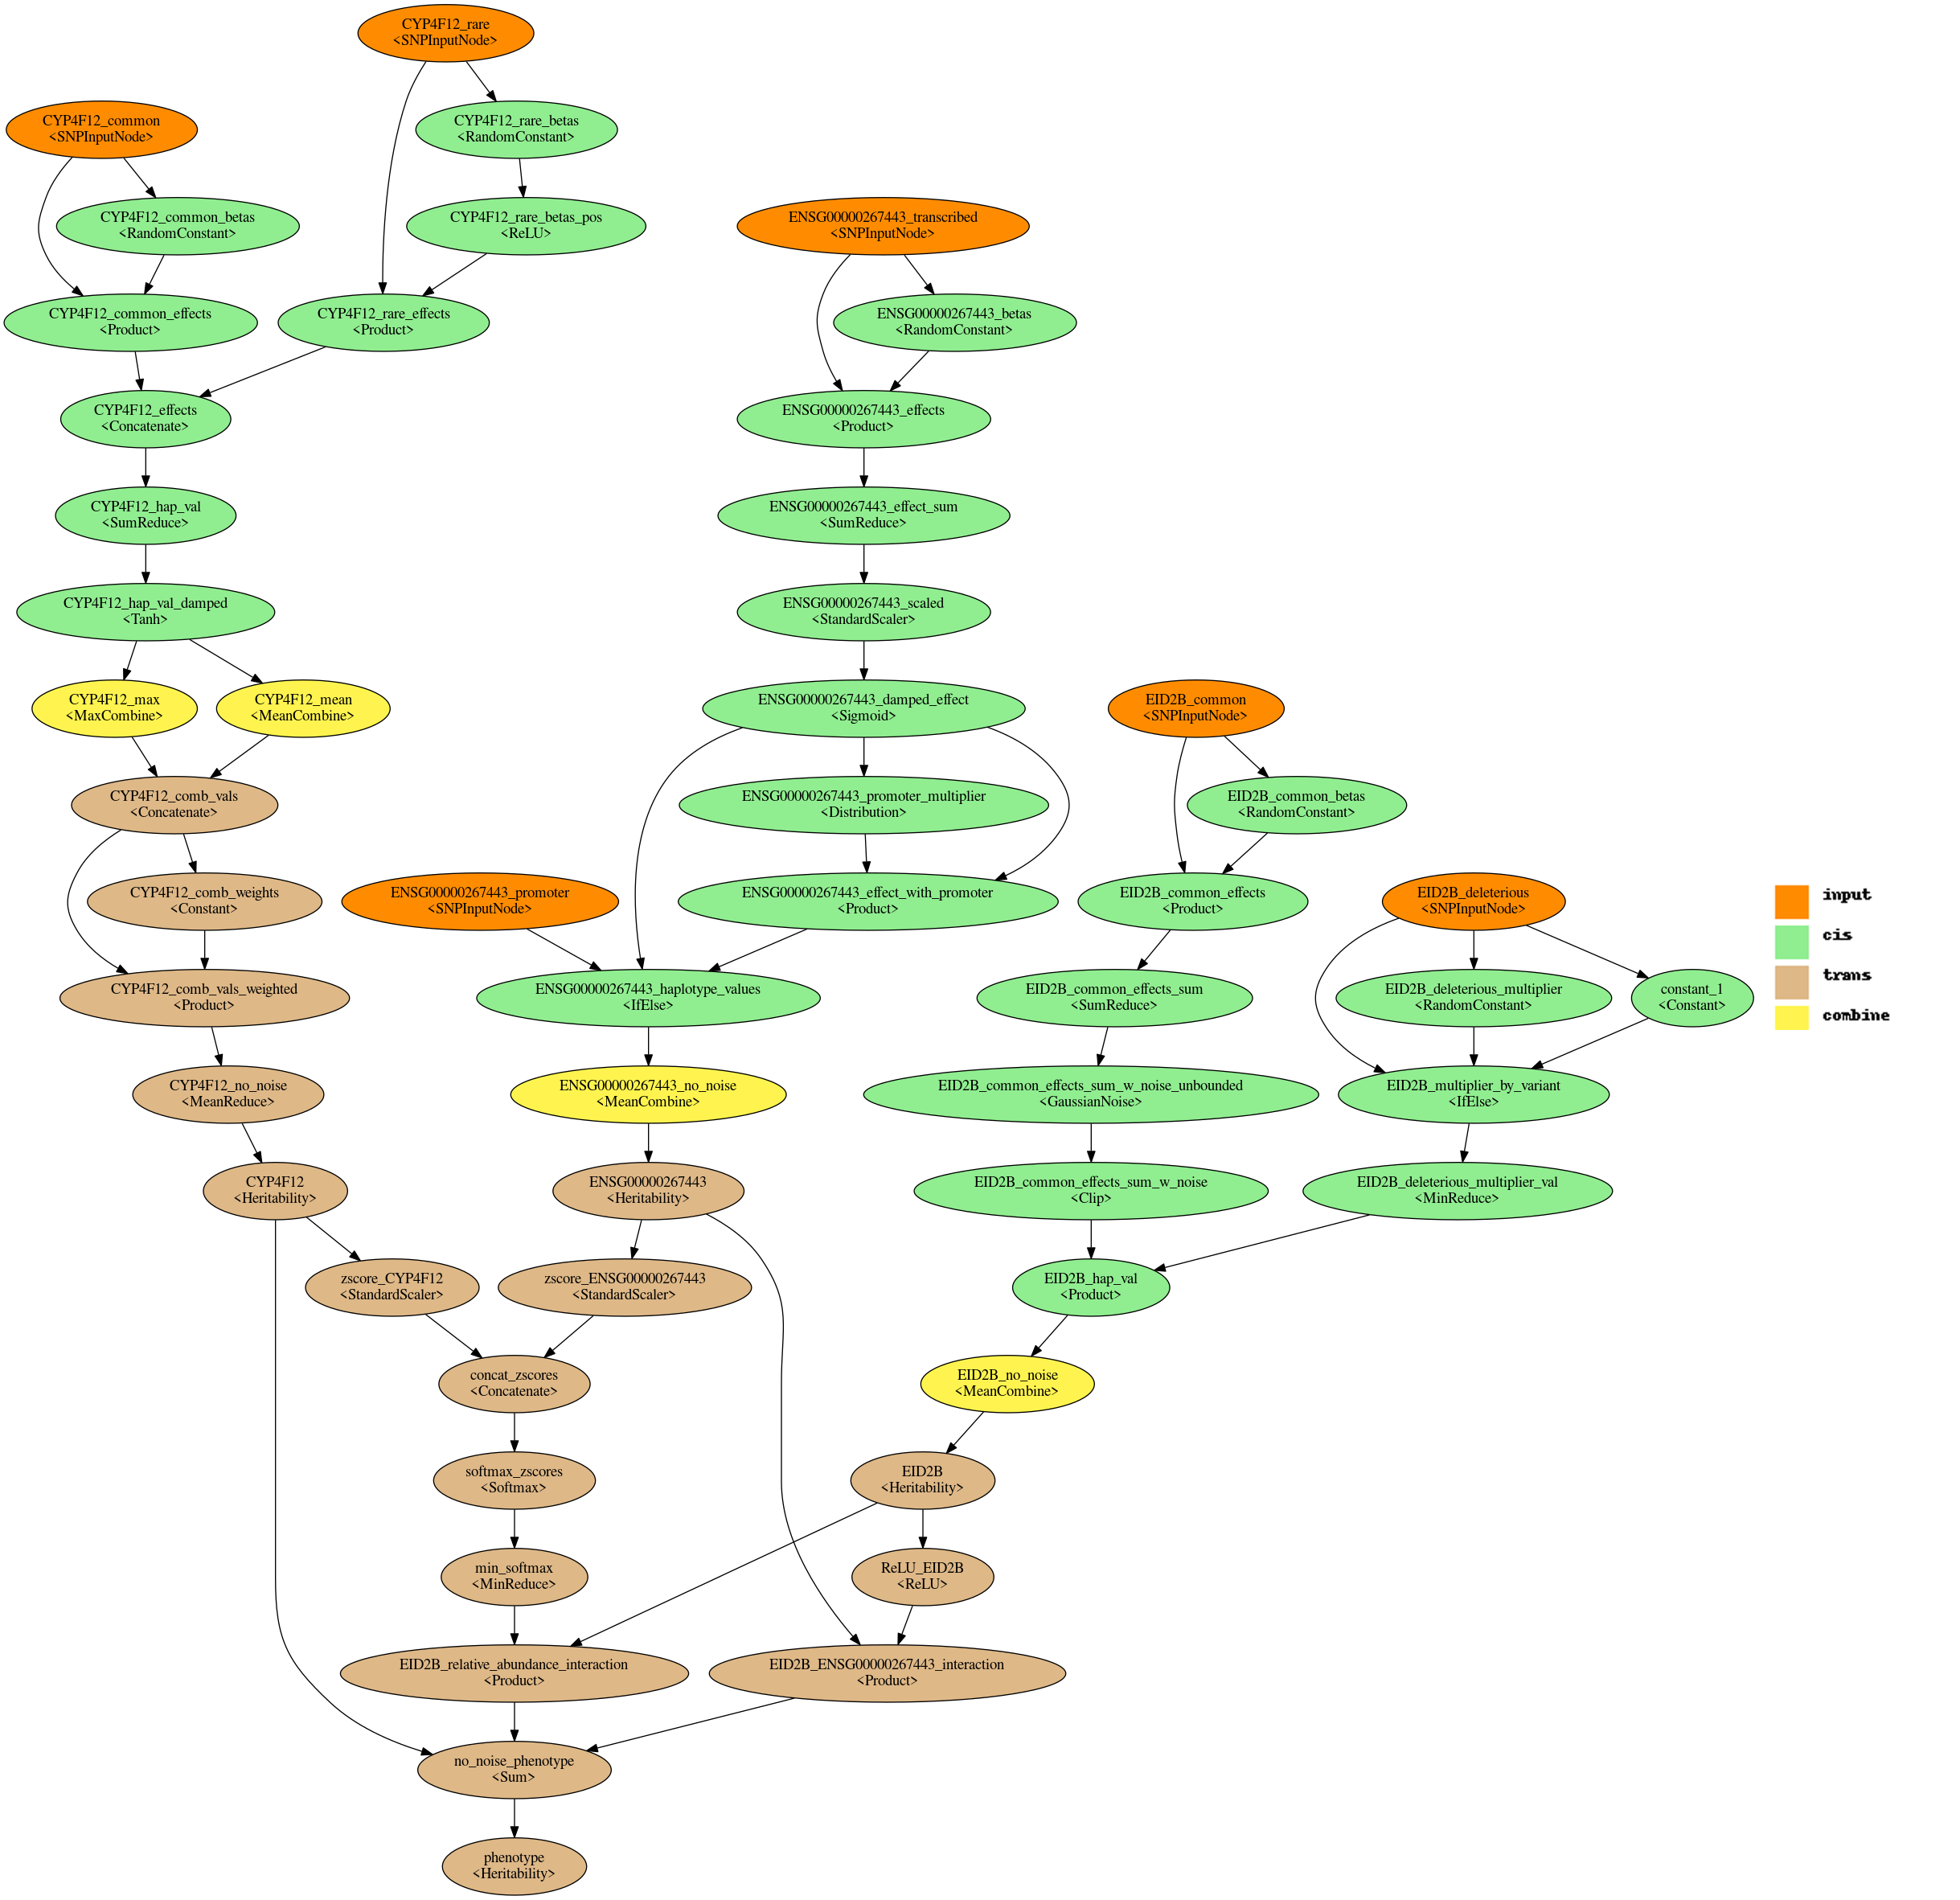 CYP4F12_rare
<SNPInputNode>
CYP4F12_common
<SNPInputNode>
CYP4F12_rare_betas
<RandomConstant>
CYP4F12_common_betas
<RandomConstant>
CYP4F12_rare_betas_pos
<ReLU>
ENSG00000267443_transcribed
<SNPInputNode>
CYP4F12_common_effects
<Product>
CYP4F12_rare_effects
<Product>
ENSG00000267443_betas
<RandomConstant>
CYP4F12_effects
<Concatenate>
ENSG00000267443_effects
<Product>
CYP4F12_hap_val
<SumReduce>
ENSG00000267443_effect_sum
<SumReduce>
CYP4F12_hap_val_damped
<Tanh>
ENSG00000267443_scaled
<StandardScaler>
CYP4F12_max
<MaxCombine>
CYP4F12_mean
<MeanCombine>
ENSG00000267443_damped_effect
<Sigmoid>
EID2B_common
<SNPInputNode>
CYP4F12_comb_vals
<Concatenate>
ENSG00000267443_promoter_multiplier
<Distribution>
EID2B_common_betas
<RandomConstant>
CYP4F12_comb_weights
<Constant>
ENSG00000267443_promoter
<SNPInputNode>
ENSG00000267443_effect_with_promoter
<Product>
EID2B_common_effects
<Product>
EID2B_deleterious
<SNPInputNode>
input
cis
trans
combine
CYP4F12_comb_vals_weighted
<Product>
ENSG00000267443_haplotype_values
<IfElse>
EID2B_common_effects_sum
<SumReduce>
EID2B_deleterious_multiplier
<RandomConstant>
constant_1
<Constant>
CYP4F12_no_noise
<MeanReduce>
ENSG00000267443_no_noise
<MeanCombine>
EID2B_common_effects_sum_w_noise_unbounded
<GaussianNoise>
EID2B_multiplier_by_variant
<IfElse>
CYP4F12
<Heritability>
ENSG00000267443
<Heritability>
EID2B_common_effects_sum_w_noise
<Clip>
EID2B_deleterious_multiplier_val
<MinReduce>
zscore_CYP4F12
<StandardScaler>
zscore_ENSG00000267443
<StandardScaler>
EID2B_hap_val
<Product>
concat_zscores
<Concatenate>
EID2B_no_noise
<MeanCombine>
softmax_zscores
<Softmax>
EID2B
<Heritability>
min_softmax
<MinReduce>
ReLU_EID2B
<ReLU>
EID2B_relative_abundance_interaction
<Product>
EID2B_ENSG00000267443_interaction
<Product>
no_noise_phenotype
<Sum>
phenotype
<Heritability>